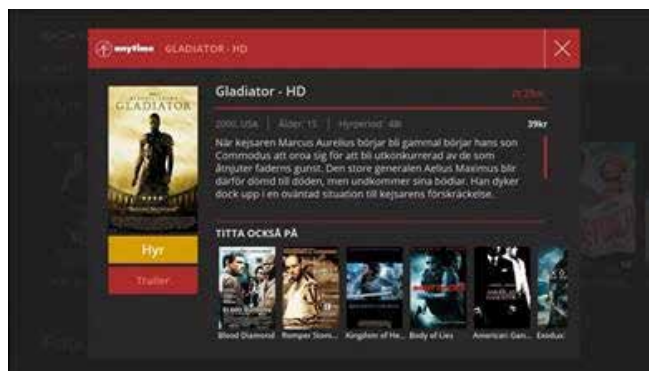 anytime GLADIATOR - HD
GLADIATOR
Gladiator - HD
2000, USA | Ålder: 15 | Hyrperiod: 48t
39kr
När kejsaren Marcus Aurelius börjar bli gammal börjar hans son
Commodus att oroa sig för att bli utkonkurrerad av de som
åtnjuter faderns gunst. Den store generalen Aelius Maximus blir
därför dömd till döden, men undkommer sina bödlar. Han dyker
dock upp i en oväntad situation till kejsarens förskräckelse.
Hyr
Trailer
TITTA OCKSÅ PÅ
Blood Diamond Romper Stom... Kingdom of He... Body of Lies American Gan... Exodus: